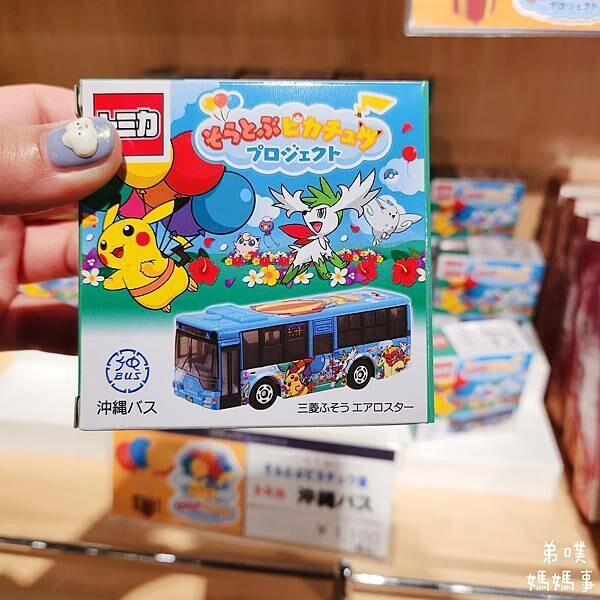 トミカ
そらとぶピカチュウ
プロジェクト
沖
BUS
沖縄バス
三菱ふそう エアロスター
沖縄バス
弟噗
媽媽事